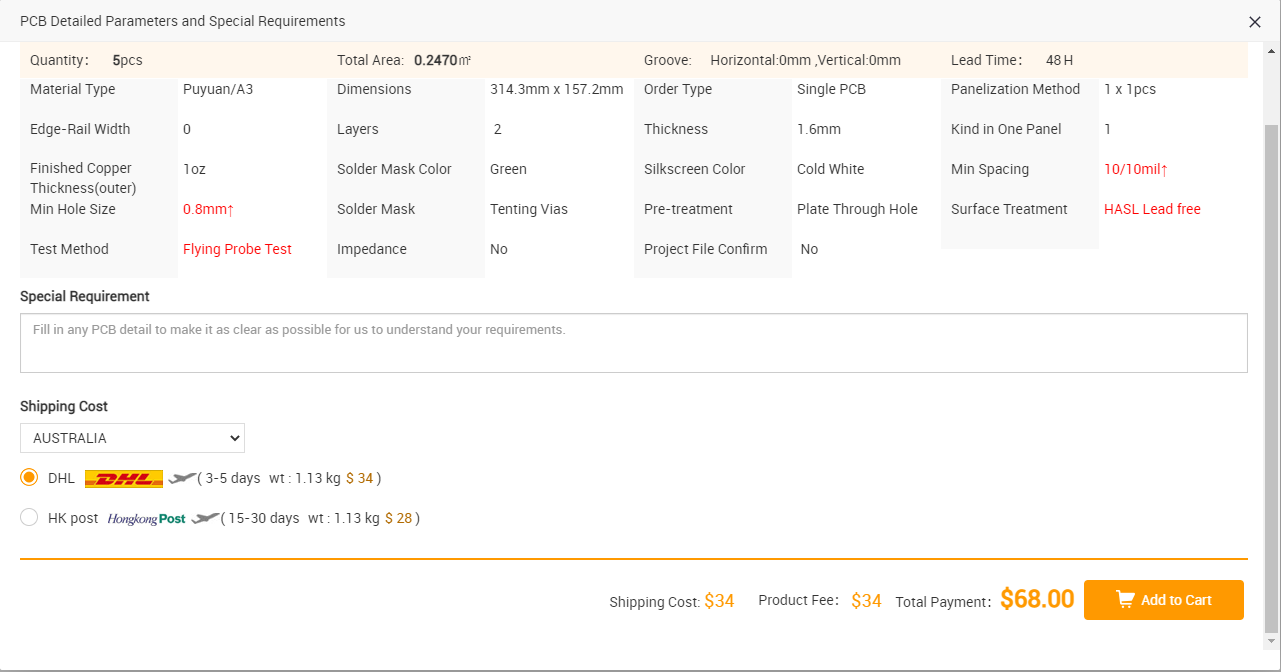 PCB Detailed Parameters and Special Requirements
Quantity： 5pcs Total Area: 0.2470㎡ Groove: Horizontal:0mm ,Vertical:0mm Lead Time： 48 H
Material Type Puyuan/A3 Dimensions 314.3mm x 157.2mm Order Type Single PCB Panelization Method 1 x 1pcs
Edge-Rail Width 0 Layers 2 Thickness 1.6mm Kind in One Panel 1
Finished Copper Thickness(outer) 1oz Solder Mask Color Green Silkscreen Color Cold White Min Spacing 10/10mil↑
Min Hole Size 0.8mm↑ Solder Mask Tenting Vias Pre-treatment Plate Through Hole Surface Treatment HASL Lead free
Test Method Flying Probe Test Impedance No Project File Confirm No
Special Requirement
Fill in any PCB detail to make it as clear as possible for us to understand your requirements.
Shipping Cost
AUSTRALIA
DHL DHL ( 3-5 days wt : 1.13 kg $ 34 )
HK post Hongkong Post ( 15-30 days wt : 1.13 kg $ 28 )
Shipping Cost: $34 Product Fee： $34 Total Payment： $68.00 Add to Cart